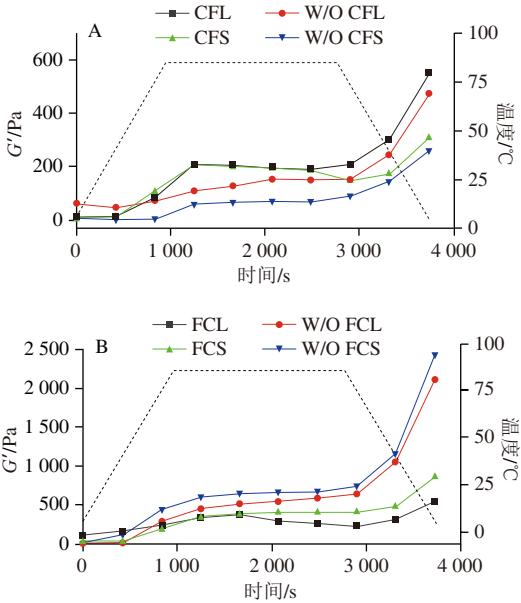 A
CFL
W/O CFL
CFS
W/O CFS
G′/Pa
600
400
200
0
100
75
50
25
0
温度/℃
0
1 000
2 000
3 000
4 000
时间/s
B
FCL
W/O FCL
FCS
W/O FCS
G′/Pa
2 500
2 000
1 500
1 000
500
0
100
75
50
25
0
温度/℃
0
1 000
2 000
3 000
4 000
时间/s